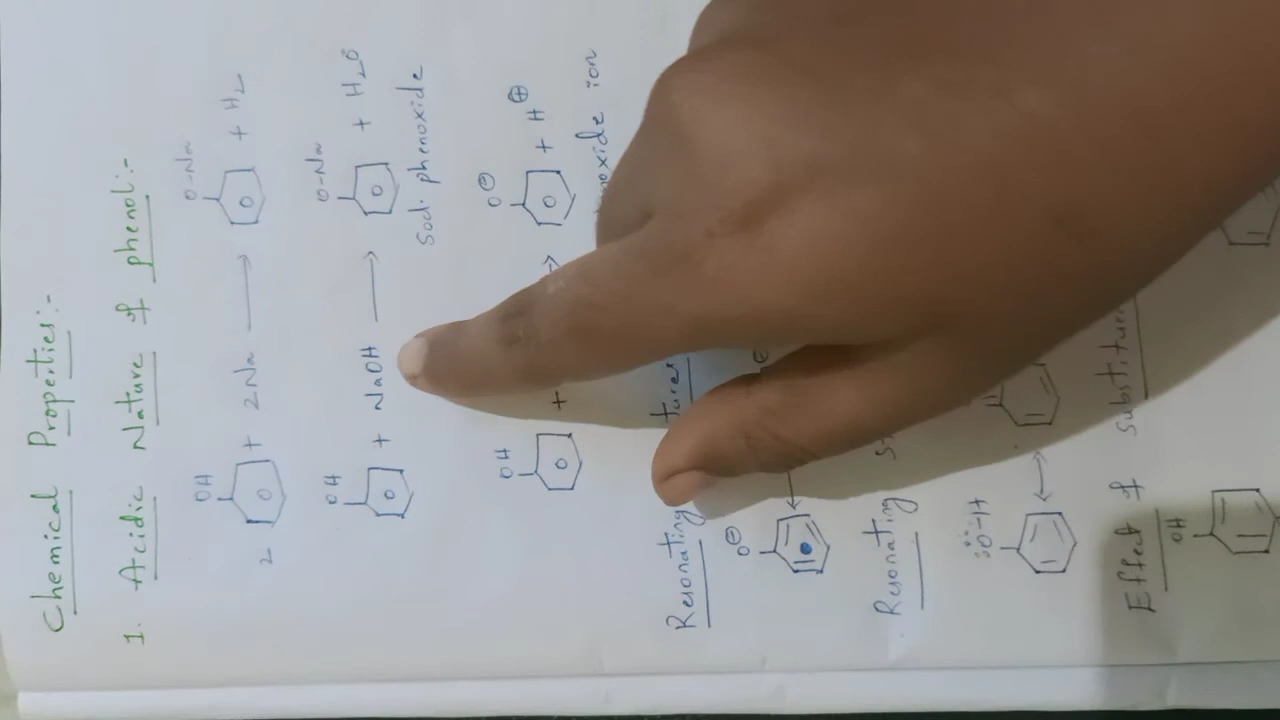 Chemical Properties:-
1. Acidic Nature of phenol:-
OH O-Na
2 + 2Na → + H₂
OH O-Na
+ NaOH → + H₂O
Sod. phenoxide
OH O⊖
+ → + H⊕
ion
Resonating
O⊖
Resonating
:Ö-H
Effect of
OH